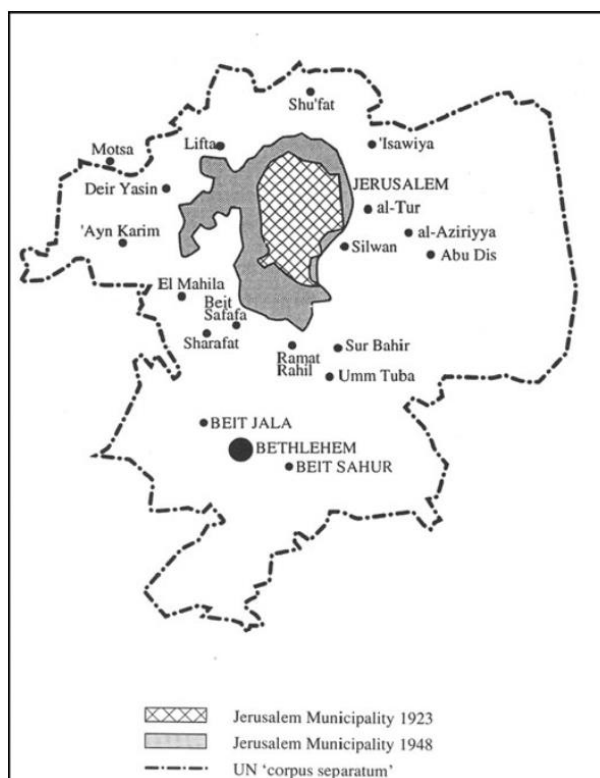 Shu'fat
Motsa
Lifta
'Isawiya
Deir Yasin
JERUSALEM
al-Tur
'Ayn Karim
al-Aziriyya
Silwan
Abu Dis
El Mahila
Beit
Safafa
Sharafat
Ramat
Rahil
Sur Bahir
Umm Tuba
BEIT JALA
BETHLEHEM
BEIT SAHUR
Jerusalem Municipality 1923
Jerusalem Municipality 1948
UN 'corpus separatum'